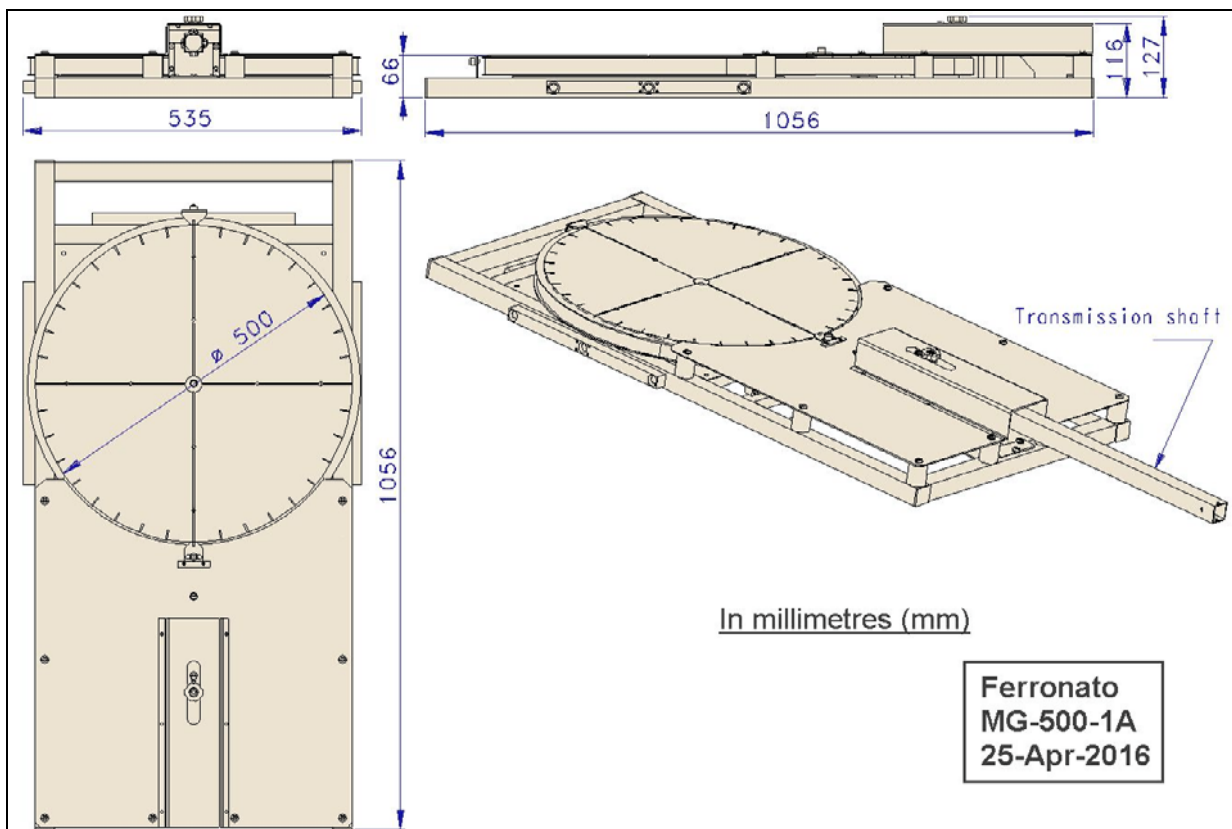 535
66
1056
116
127
ø 500
1056
Transmission shaft
In millimetres (mm)
Ferronato
MG-500-1A
25-Apr-2016